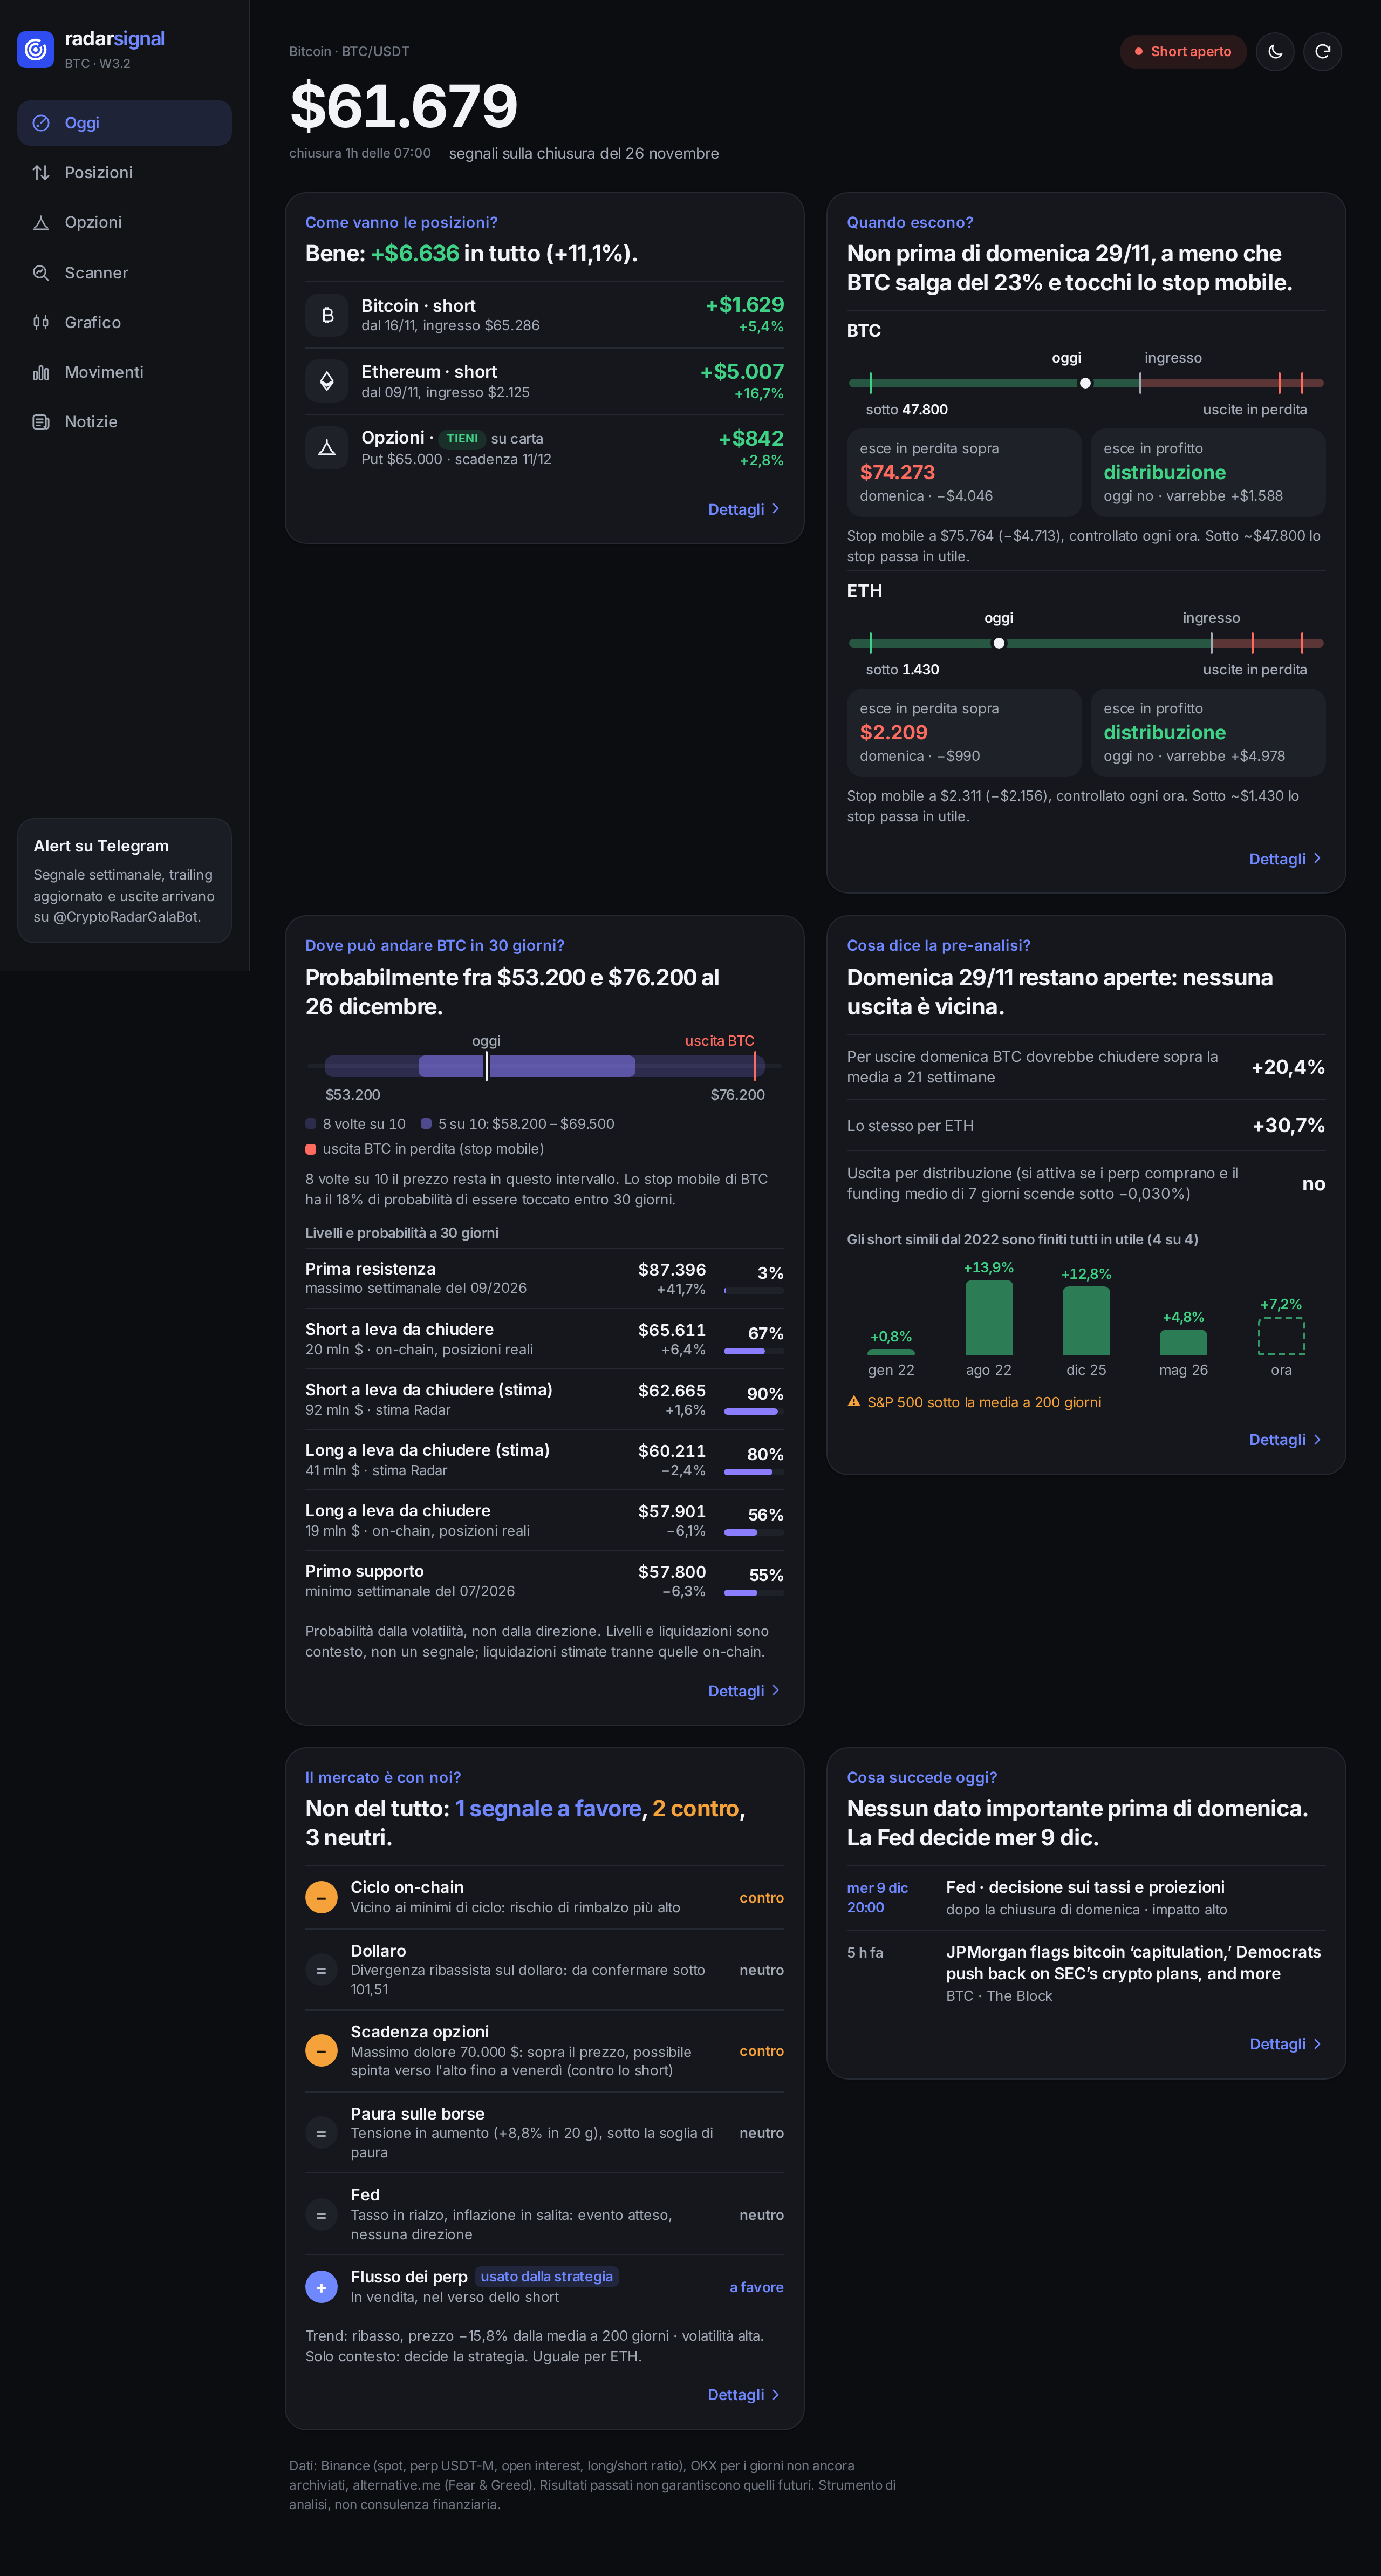 radarsignal
BTC · W3.2
Oggi
Posizioni
Opzioni
Scanner
Grafico
Movimenti
Notizie
Alert su Telegram
Segnale settimanale, trailing
aggiornato e uscite arrivano
su @CryptoRadarGalaBot.
Bitcoin · BTC/USDT
Short aperto
$61.679
chiusura 1h delle 07:00 segnali sulla chiusura del 26 novembre
Come vanno le posizioni?
Bene: +$6.636 in tutto (+11,1%).
Bitcoin · short
dal 16/11, ingresso $65.286
+$1.629
+5,4%
Ethereum · short
dal 09/11, ingresso $2.125
+$5.007
+16,7%
Opzioni · TIENI su carta
Put $65.000 · scadenza 11/12
+$842
+2,8%
Dettagli
Quando escono?
Non prima di domenica 29/11, a meno che
BTC salga del 23% e tocchi lo stop mobile.
BTC
oggi ingresso
sotto 47.800 uscite in perdita
esce in perdita sopra
$74.273
domenica · −$4.046
esce in profitto
distribuzione
oggi no · varrebbe +$1.588
Stop mobile a $75.764 (−$4.713), controllato ogni ora. Sotto ~$47.800 lo
stop passa in utile.
ETH
oggi ingresso
sotto 1.430 uscite in perdita
esce in perdita sopra
$2.209
domenica · −$990
esce in profitto
distribuzione
oggi no · varrebbe +$4.978
Stop mobile a $2.311 (−$2.156), controllato ogni ora. Sotto ~$1.430 lo
stop passa in utile.
Dettagli
Dove può andare BTC in 30 giorni?
Probabilmente fra $53.200 e $76.200 al
26 dicembre.
oggi uscita BTC
$53.200 $76.200
8 volte su 10 5 su 10: $58.200 – $69.500
uscita BTC in perdita (stop mobile)
8 volte su 10 il prezzo resta in questo intervallo. Lo stop mobile di BTC
ha il 18% di probabilità di essere toccato entro 30 giorni.
Livelli e probabilità a 30 giorni
Prima resistenza
massimo settimanale del 09/2026
$87.396
+41,7%
3%
Short a leva da chiudere
20 mln $ · on-chain, posizioni reali
$65.611
+6,4%
67%
Short a leva da chiudere (stima)
92 mln $ · stima Radar
$62.665
+1,6%
90%
Long a leva da chiudere (stima)
41 mln $ · stima Radar
$60.211
−2,4%
80%
Long a leva da chiudere
19 mln $ · on-chain, posizioni reali
$57.901
−6,1%
56%
Primo supporto
minimo settimanale del 07/2026
$57.800
−6,3%
55%
Probabilità dalla volatilità, non dalla direzione. Livelli e liquidazioni sono
contesto, non un segnale; liquidazioni stimate tranne quelle on-chain.
Dettagli
Cosa dice la pre-analisi?
Domenica 29/11 restano aperte: nessuna
uscita è vicina.
Per uscire domenica BTC dovrebbe chiudere sopra la
media a 21 settimane
+20,4%
Lo stesso per ETH
+30,7%
Uscita per distribuzione (si attiva se i perp comprano e il
funding medio di 7 giorni scende sotto −0,030%)
no
Gli short simili dal 2022 sono finiti tutti in utile (4 su 4)
+0,8% +13,9% +12,8% +4,8% +7,2%
gen 22 ago 22 dic 25 mag 26 ora
S&P 500 sotto la media a 200 giorni
Dettagli
Il mercato è con noi?
Non del tutto: 1 segnale a favore, 2 contro,
3 neutri.
Ciclo on-chain
Vicino ai minimi di ciclo: rischio di rimbalzo più alto
contro
Dollaro
Divergenza ribassista sul dollaro: da confermare sotto
101,51
neutro
Scadenza opzioni
Massimo dolore 70.000 $: sopra il prezzo, possibile
spinta verso l'alto fino a venerdì (contro lo short)
contro
Paura sulle borse
Tensione in aumento (+8,8% in 20 g), sotto la soglia di
paura
neutro
Fed
Tasso in rialzo, inflazione in salita: evento atteso,
nessuna direzione
neutro
Flusso dei perp usato dalla strategia
In vendita, nel verso dello short
a favore
Trend: ribasso, prezzo −15,8% dalla media a 200 giorni · volatilità alta.
Solo contesto: decide la strategia. Uguale per ETH.
Dettagli
Cosa succede oggi?
Nessun dato importante prima di domenica.
La Fed decide mer 9 dic.
mer 9 dic
20:00
Fed · decisione sui tassi e proiezioni
dopo la chiusura di domenica · impatto alto
5 h fa
JPMorgan flags bitcoin ‘capitulation,’ Democrats
push back on SEC’s crypto plans, and more
BTC · The Block
Dettagli
Dati: Binance (spot, perp USDT-M, open interest, long/short ratio), OKX per i giorni non ancora
archiviati, alternative.me (Fear & Greed). Risultati passati non garantiscono quelli futuri. Strumento di
analisi, non consulenza finanziaria.